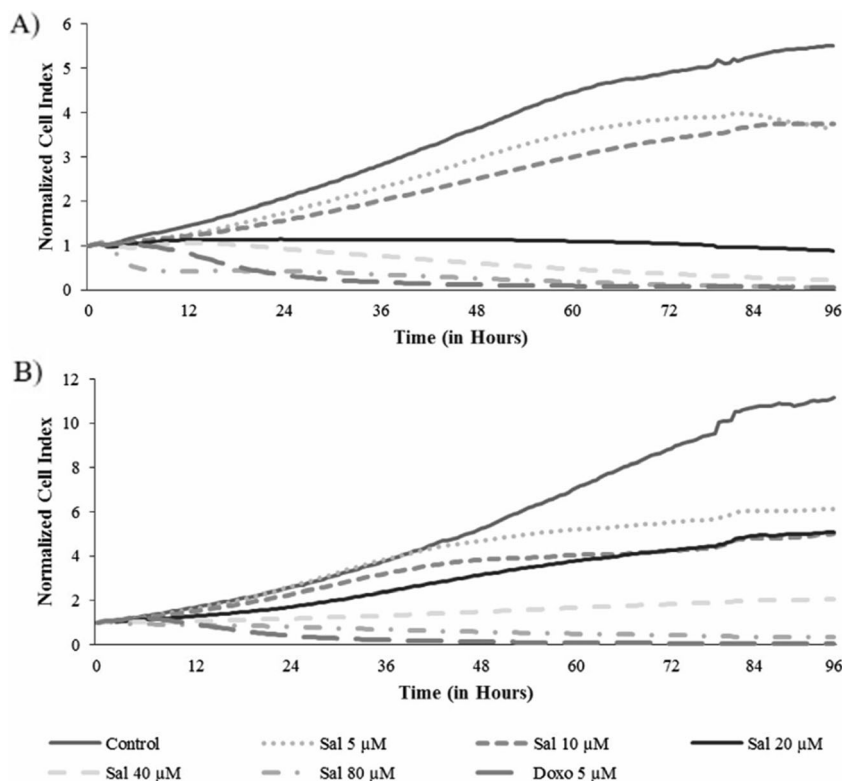 A)
6
5
4
3
2
1
0
Normalized Cell Index
0 12 24 36 48 60 72 84 96
Time (in Hours)
B)
12
10
8
6
4
2
0
Normalized Cell Index
0 12 24 36 48 60 72 84 96
Time (in Hours)
Control Sal 5 µM Sal 10 µM Sal 20 µM
Sal 40 µM Sal 80 µM Doxo 5 µM